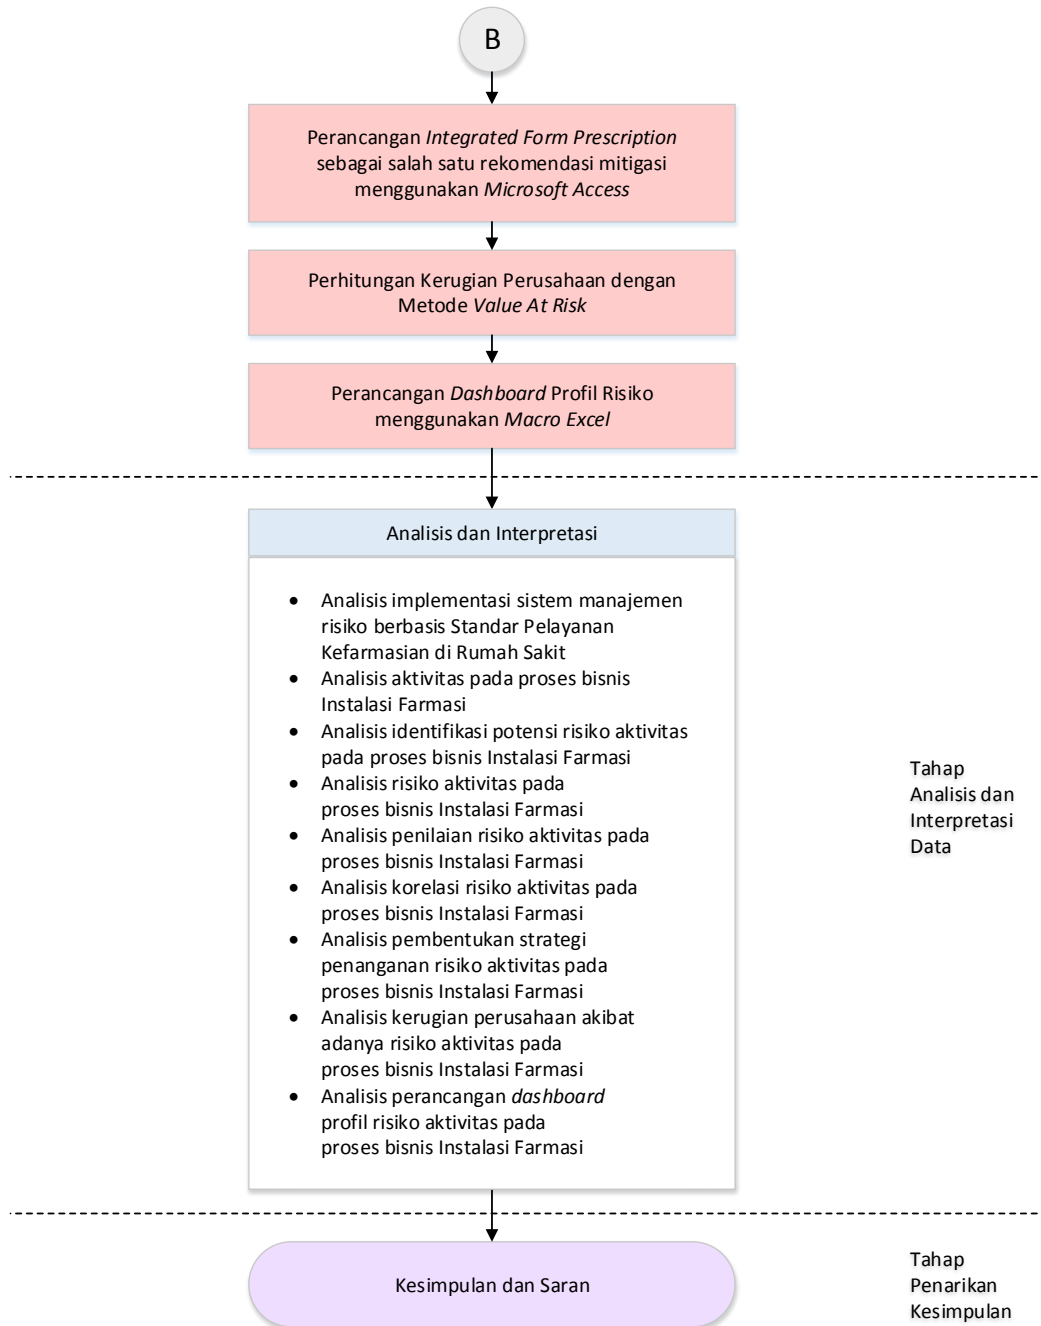 B
Perancangan Integrated Form Prescription
sebagai salah satu rekomendasi mitigasi
menggunakan Microsoft Access
Perhitungan Kerugian Perusahaan dengan
Metode Value At Risk
Perancangan Dashboard Profil Risiko
menggunakan Macro Excel
Analisis dan Interpretasi
• Analisis implementasi sistem manajemen
risiko berbasis Standar Pelayanan
Kefarmasian di Rumah Sakit
• Analisis aktivitas pada proses bisnis
Instalasi Farmasi
• Analisis identifikasi potensi risiko aktivitas
pada proses bisnis Instalasi Farmasi
• Analisis risiko aktivitas pada
proses bisnis Instalasi Farmasi
• Analisis penilaian risiko aktivitas pada
proses bisnis Instalasi Farmasi
• Analisis korelasi risiko aktivitas pada
proses bisnis Instalasi Farmasi
• Analisis pembentukan strategi
penanganan risiko aktivitas pada
proses bisnis Instalasi Farmasi
• Analisis kerugian perusahaan akibat
adanya risiko aktivitas pada
proses bisnis Instalasi Farmasi
• Analisis perancangan dashboard
profil risiko aktivitas pada
proses bisnis Instalasi Farmasi
Tahap
Analisis dan
Interpretasi
Data
Kesimpulan dan Saran
Tahap
Penarikan
Kesimpulan